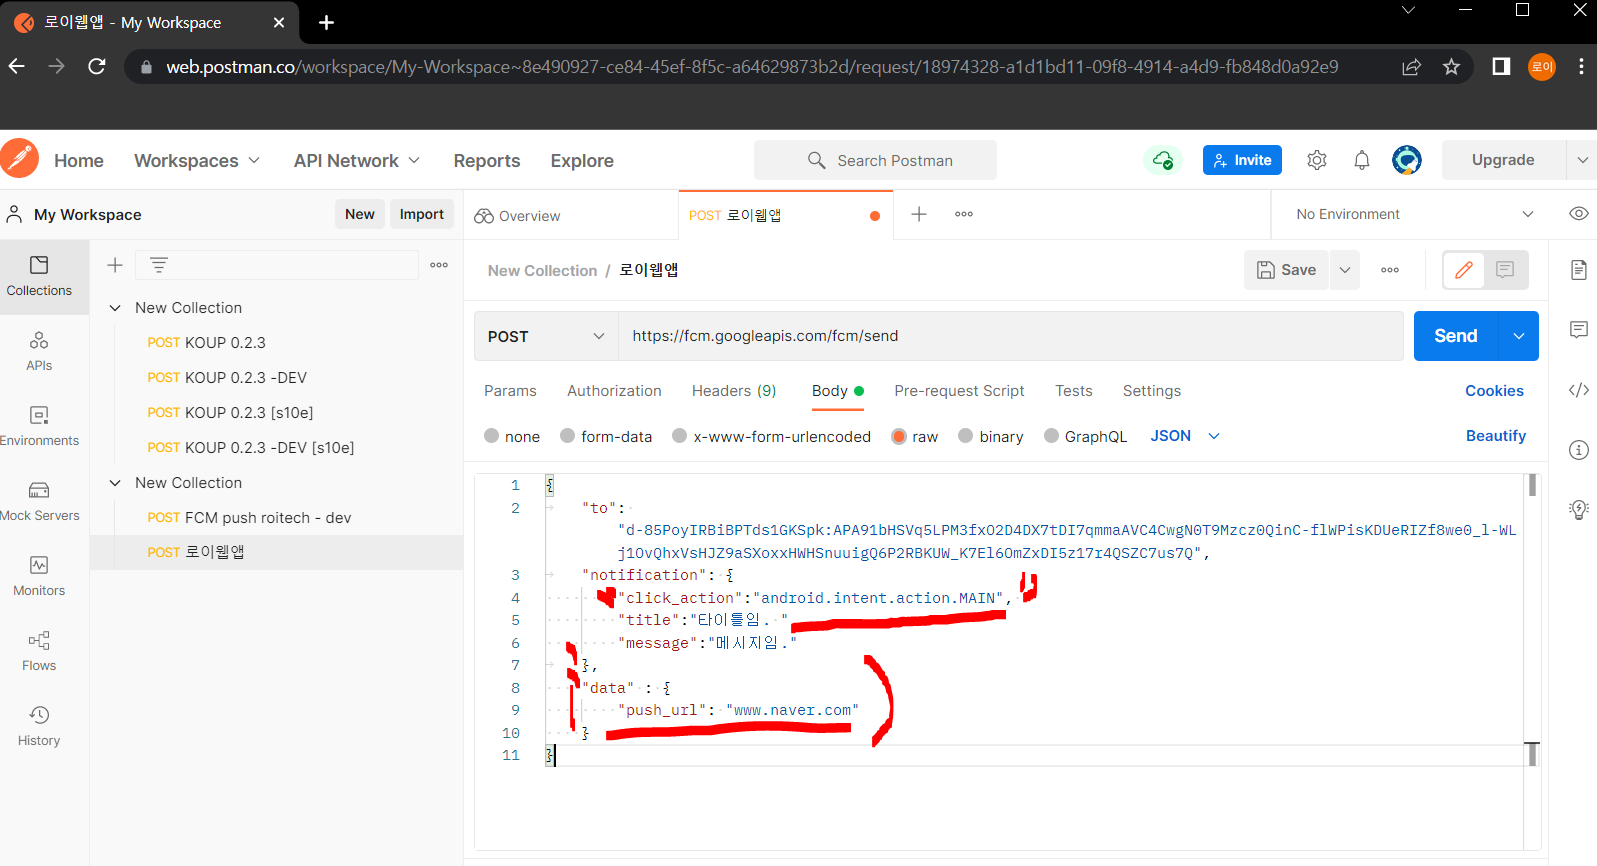 로이웹앱 - My Workspace
web.postman.co/workspace/My-Workspace~8e490927-ce84-45ef-8f5c-a64629873b2d/request/18974328-a1d1bd11-09f8-4914-a4d9-fb848d0a92e9
로이
Home Workspaces API Network Reports Explore Search Postman Invite Upgrade
My Workspace New Import Overview POST 로이웹앱 No Environment
Collections
APIs
Environments
Mock Servers
Monitors
Flows
History
New Collection
POST KOUP 0.2.3
POST KOUP 0.2.3 -DEV
POST KOUP 0.2.3 [s10e]
POST KOUP 0.2.3 -DEV [s10e]
New Collection
POST FCM push roitech - dev
POST 로이웹앱
New Collection / 로이웹앱 Save
POST https://fcm.googleapis.com/fcm/send Send
Params Authorization Headers (9) Body Pre-request Script Tests Settings Cookies
none form-data x-www-form-urlencoded raw binary GraphQL JSON Beautify
1 {
2 "to":
"d-85PoyIRBiBPTds1GKSpk:APA91bHSVq5LPM3fxO2D4DX7tDI7qmmaAVC4CwgN0T9Mzcz0QinC-flWPisKDUeRIZf8we0_l-WL
j1OvQhxVsHJZ9aSXoxxHWHSnuuigQ6P2RBKUW_K7El6OmZxDI5z17r4QSZC7us7Q",
3 "notification": {
4 "click_action":"android.intent.action.MAIN",
5 "title":"타이틀임. "
6 "message":"메시지임."
7 },
8 "data" : {
9 "push_url": "www.naver.com"
10 }
11 }